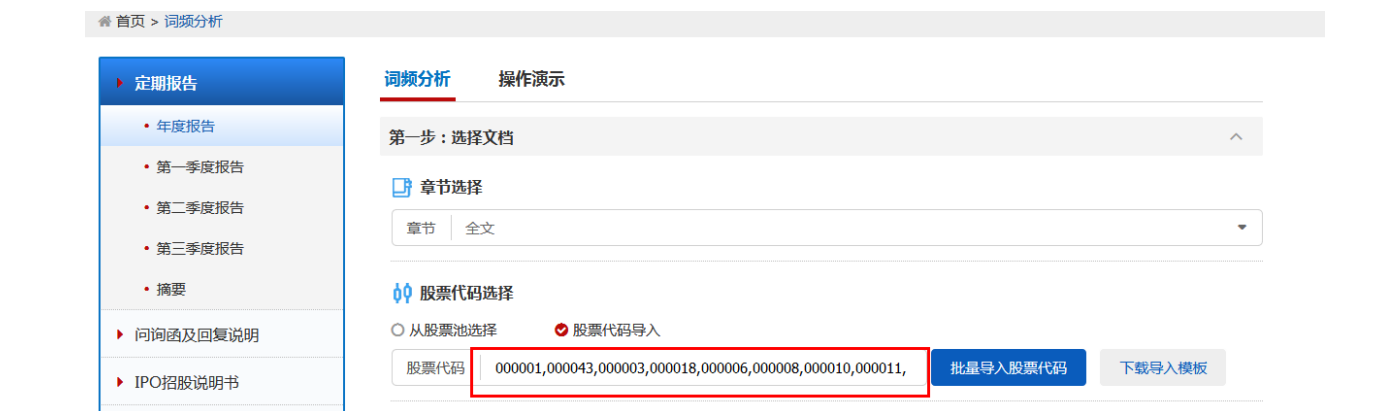 首页 > 词频分析
定期报告
年度报告
第一季度报告
第二季度报告
第三季度报告
摘要
问询函及回复说明
IPO招股说明书
词频分析 操作演示
第一步：选择文档
章节选择
章节 全文
股票代码选择
从股票池选择 股票代码导入
股票代码 000001,000043,000003,000018,000006,000008,000010,000011, 批量导入股票代码 下载导入模板